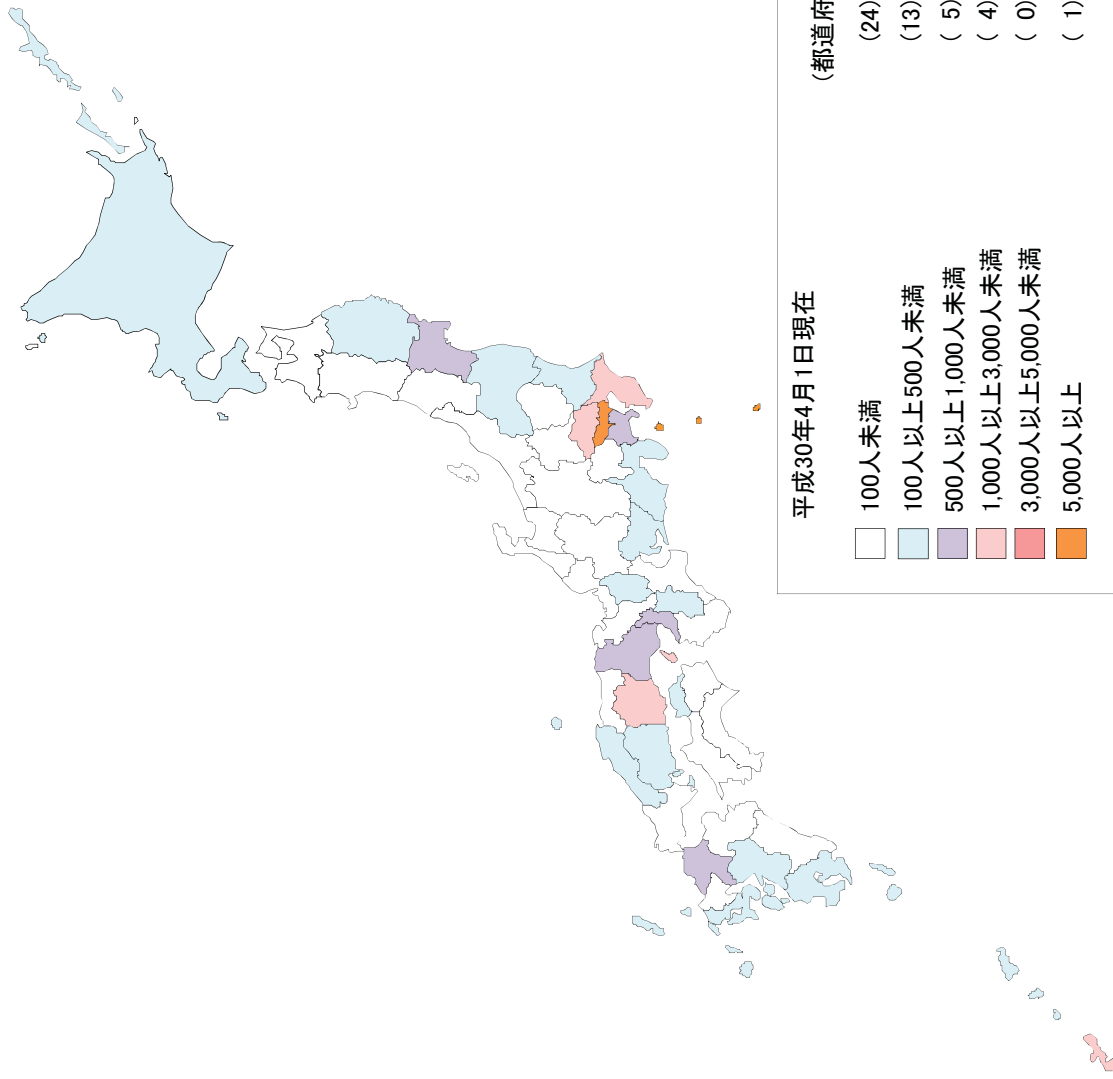 平成30年4月1日現在
(都道府
100人未満 (24)
100人以上500人未満 (13)
500人以上1,000人未満 ( 5)
1,000人以上3,000人未満 ( 4)
3,000人以上5,000人未満 ( 0)
5,000人以上 ( 1)